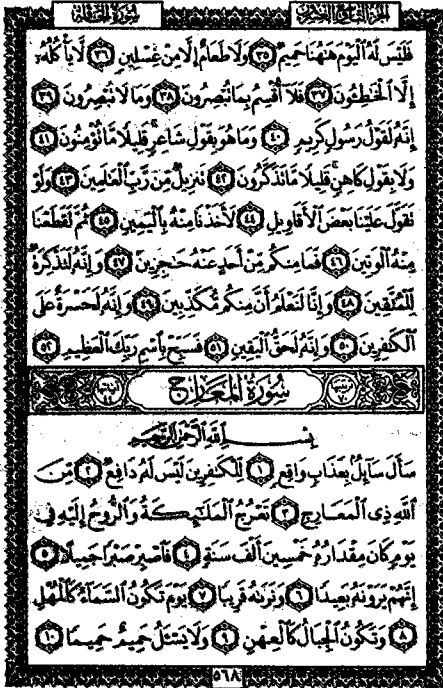 الجزء التاسع والعشرون
سورة الحاقة
فَلَيْسَ لَهُ الْيَوْمَ هَٰهُنَا حَمِيمٌ ٣٥ وَلَا طَعَامٌ إِلَّا مِنْ غِسْلِينٍ ٣٦ لَّا يَأْكُلُهُ
إِلَّا الْخَاطِئُونَ ٣٧ فَلَا أُقْسِمُ بِمَا تُبْصِرُونَ ٣٨ وَمَا لَا تُبْصِرُونَ ٣٩
إِنَّهُ لَقَوْلُ رَسُولٍ كَرِيمٍ ٤٠ وَمَا هُوَ بِقَوْلِ شَاعِرٍ قَلِيلًا مَّا تُؤْمِنُونَ ٤١
وَلَا بِقَوْلِ كَاهِنٍ قَلِيلًا مَّا تَذَكَّرُونَ ٤٢ تَنزِيلٌ مِّن رَّبِّ الْعَالَمِينَ ٤٣ وَلَوْ
تَقَوَّلَ عَلَيْنَا بَعْضَ الْأَقَاوِيلِ ٤٤ لَأَخَذْنَا مِنْهُ بِالْيَمِينِ ٤٥ ثُمَّ لَقَطَعْنَا
مِنْهُ الْوَتِينَ ٤٦ فَمَا مِنكُم مِّنْ أَحَدٍ عَنْهُ حَاجِزِينَ ٤٧ وَإِنَّهُ لَتَذْكِرَةٌ
لِّلْمُتَّقِينَ ٤٨ وَإِنَّا لَنَعْلَمُ أَنَّ مِنكُم مُّكَذِّبِينَ ٤٩ وَإِنَّهُ لَحَسْرَةٌ عَلَى
الْكَافِرِينَ ٥٠ وَإِنَّهُ لَحَقُّ الْيَقِينِ ٥١ فَسَبِّحْ بِاسْمِ رَبِّكَ الْعَظِيمِ ٥٢
سُورَةُ الْمَعَارِجِ
بِسْمِ اللَّهِ الرَّحْمَٰنِ الرَّحِيمِ
سَأَلَ سَائِلٌ بِعَذَابٍ وَاقِعٍ ١ لِّلْكَافِرِينَ لَيْسَ لَهُ دَافِعٌ ٢ مِّنَ
اللَّهِ ذِي الْمَعَارِجِ ٣ تَعْرُجُ الْمَلَائِكَةُ وَالرُّوحُ إِلَيْهِ فِي
يَوْمٍ كَانَ مِقْدَارُهُ خَمْسِينَ أَلْفَ سَنَةٍ ٤ فَاصْبِرْ صَبْرًا جَمِيلًا ٥
إِنَّهُمْ يَرَوْنَهُ بَعِيدًا ٦ وَنَرَاهُ قَرِيبًا ٧ يَوْمَ تَكُونُ السَّمَاءُ كَالْمُهْلِ
٨ وَتَكُونُ الْجِبَالُ كَالْعِهْنِ ٩ وَلَا يَسْأَلُ حَمِيمٌ حَمِيمًا ١٠
٥٦٨